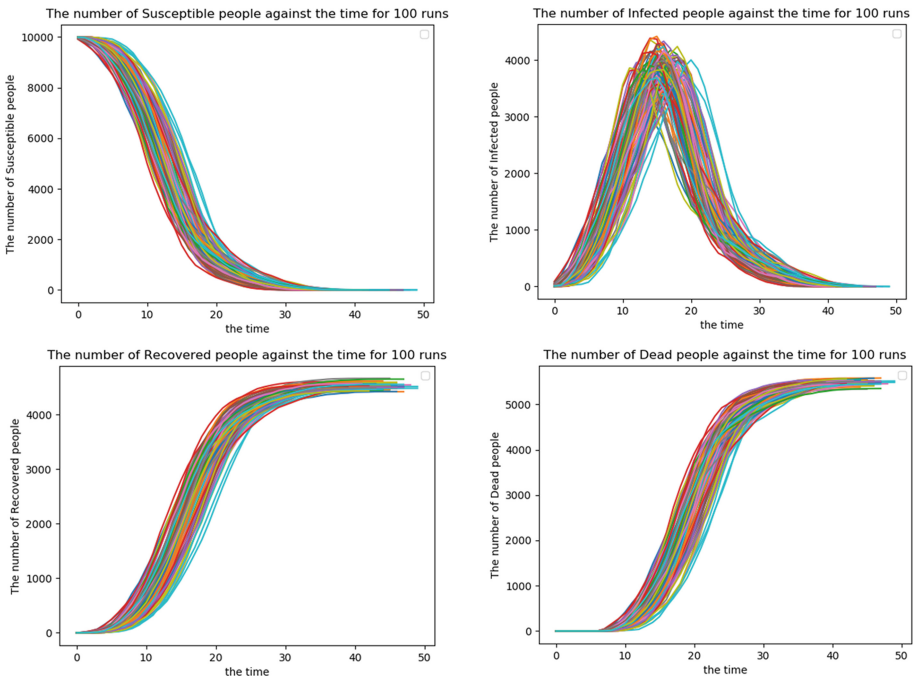 The number of Susceptible people against the time for 100 runs
The number of Susceptible people
10000
8000
6000
4000
2000
0
0 10 20 30 40 50
the time
The number of Infected people against the time for 100 runs
The number of Infected people
4000
3000
2000
1000
0
0 10 20 30 40 50
the time
The number of Recovered people against the time for 100 runs
The number of Recovered people
4000
3000
2000
1000
0
0 10 20 30 40 50
the time
The number of Dead people against the time for 100 runs
The number of Dead people
5000
4000
3000
2000
1000
0
0 10 20 30 40 50
the time